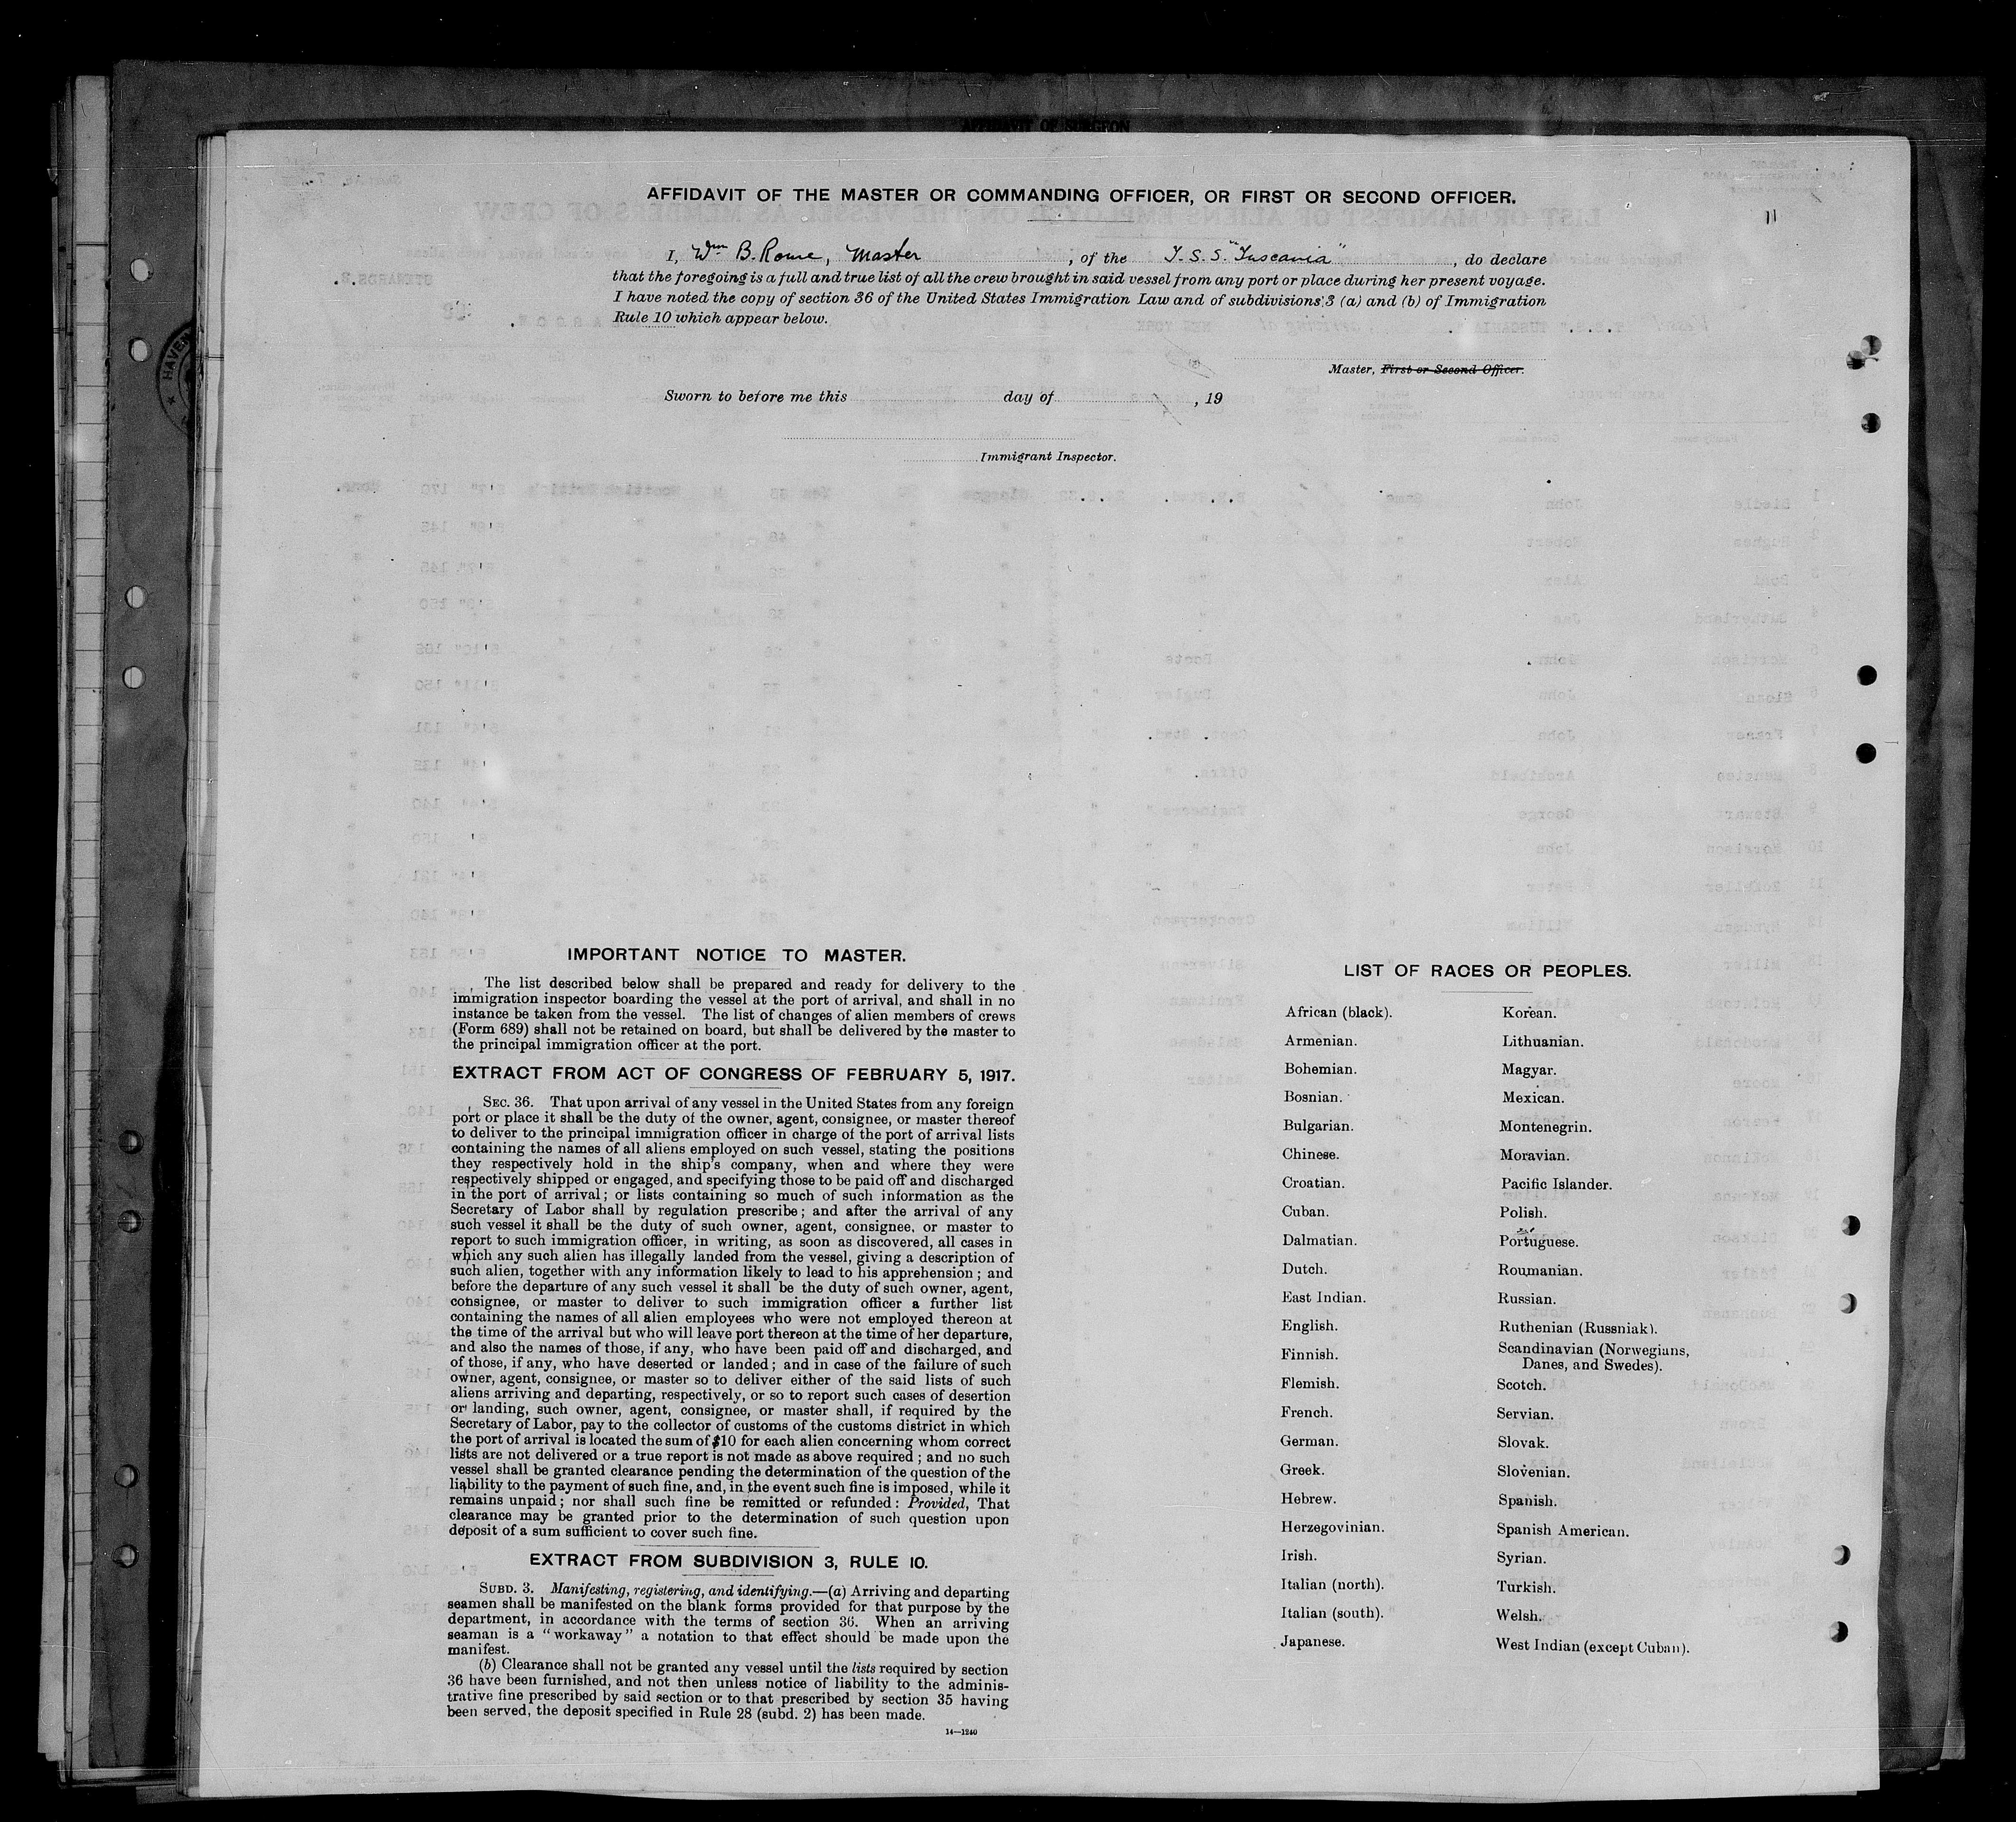 AFFIDAVIT OF SURGEON
AFFIDAVIT OF THE MASTER OR COMMANDING OFFICER, OR FIRST OR SECOND OFFICER.
11
I, Wm B. Rome, Master, of the T. S. S. "Tuscania", do declare
that the foregoing is a full and true list of all the crew brought in said vessel from any port or place during her present voyage.
I have noted the copy of section 36 of the United States Immigration Law and of subdivisions 3 (a) and (b) of Immigration
Rule 10 which appear below.
Master, First or Second Officer.
Sworn to before me this day of , 19
Immigrant Inspector.
IMPORTANT NOTICE TO MASTER.
The list described below shall be prepared and ready for delivery to the
immigration inspector boarding the vessel at the port of arrival, and shall in no
instance be taken from the vessel. The list of changes of alien members of crews
(Form 689) shall not be retained on board, but shall be delivered by the master to
the principal immigration officer at the port.
EXTRACT FROM ACT OF CONGRESS OF FEBRUARY 5, 1917.
SEC. 36. That upon arrival of any vessel in the United States from any foreign
port or place it shall be the duty of the owner, agent, consignee, or master thereof
to deliver to the principal immigration officer in charge of the port of arrival lists
containing the names of all aliens employed on such vessel, stating the positions
they respectively hold in the ship's company, when and where they were
respectively shipped or engaged, and specifying those to be paid off and discharged
in the port of arrival; or lists containing so much of such information as the
Secretary of Labor shall by regulation prescribe; and after the arrival of any
such vessel it shall be the duty of such owner, agent, consignee, or master to
report to such immigration officer, in writing, as soon as discovered, all cases in
which any such alien has illegally landed from the vessel, giving a description of
such alien, together with any information likely to lead to his apprehension; and
before the departure of any such vessel it shall be the duty of such owner, agent,
consignee, or master to deliver to such immigration officer a further list
containing the names of all alien employees who were not employed thereon at
the time of the arrival but who will leave port thereon at the time of her departure,
and also the names of those, if any, who have been paid off and discharged, and
of those, if any, who have deserted or landed; and in case of the failure of such
owner, agent, consignee, or master so to deliver either of the said lists of such
aliens arriving and departing, respectively, or so to report such cases of desertion
or landing, such owner, agent, consignee, or master shall, if required by the
Secretary of Labor, pay to the collector of customs of the customs district in which
the port of arrival is located the sum of $10 for each alien concerning whom correct
lists are not delivered or a true report is not made as above required; and no such
vessel shall be granted clearance pending the determination of the question of the
liability to the payment of such fine, and, in the event such fine is imposed, while it
remains unpaid; nor shall such fine be remitted or refunded: Provided, That
clearance may be granted prior to the determination of such question upon
deposit of a sum sufficient to cover such fine.
EXTRACT FROM SUBDIVISION 3, RULE 10.
SUBD. 3. Manifesting, registering, and identifying.—(a) Arriving and departing
seamen shall be manifested on the blank forms provided for that purpose by the
department, in accordance with the terms of section 36. When an arriving
seaman is a "workaway" a notation to that effect should be made upon the
manifest.
(b) Clearance shall not be granted any vessel until the lists required by section
36 have been furnished, and not then unless notice of liability to the adminis-
trative fine prescribed by said section or to that prescribed by section 35 having
been served, the deposit specified in Rule 28 (subd. 2) has been made.
14—1240
LIST OF RACES OR PEOPLES.
African (black).
Armenian.
Bohemian.
Bosnian.
Bulgarian.
Chinese.
Croatian.
Cuban.
Dalmatian.
Dutch.
East Indian.
English.
Finnish.
Flemish.
French.
German.
Greek.
Hebrew.
Herzegovinian.
Irish.
Italian (north).
Italian (south).
Japanese.
Korean.
Lithuanian.
Magyar.
Mexican.
Montenegrin.
Moravian.
Pacific Islander.
Polish.
Portuguese.
Roumanian.
Russian.
Ruthenian (Russniak).
Scandinavian (Norwegians,
Danes, and Swedes).
Scotch.
Servian.
Slovak.
Slovenian.
Spanish.
Spanish American.
Syrian.
Turkish.
Welsh.
West Indian (except Cuban).